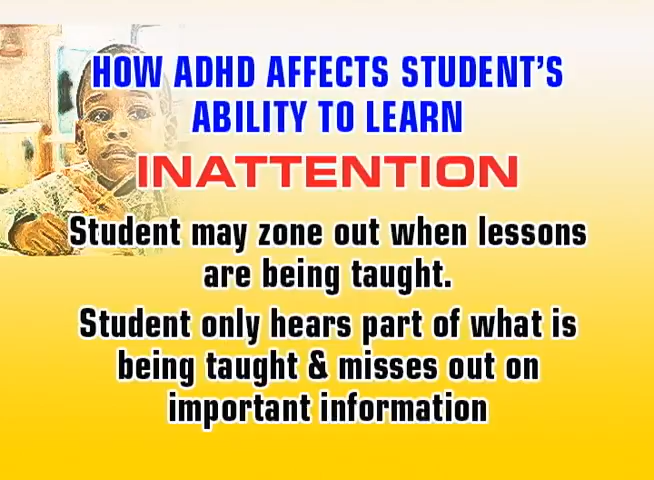 HOW ADHD AFFECTS STUDENT'S
ABILITY TO LEARN
INATTENTION
Student may zone out when lessons
are being taught.
Student only hears part of what is
being taught & misses out on
important information